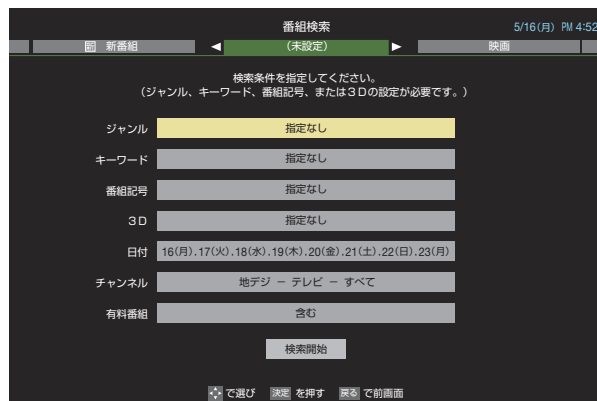 番組検索
5/16(月) PM 4:52
新番組 ◀ (未設定) ▶ 映画
検索条件を指定してください。
(ジャンル、キーワード、番組記号、または3Dの設定が必要です。)
ジャンル 指定なし
キーワード 指定なし
番組記号 指定なし
3D 指定なし
日付 16(月).17(火).18(水).19(木).20(金).21(土).22(日).23(月)
チャンネル 地デジ － テレビ － すべて
有料番組 含む
検索開始
で選び 決定 を押す 戻る で前画面